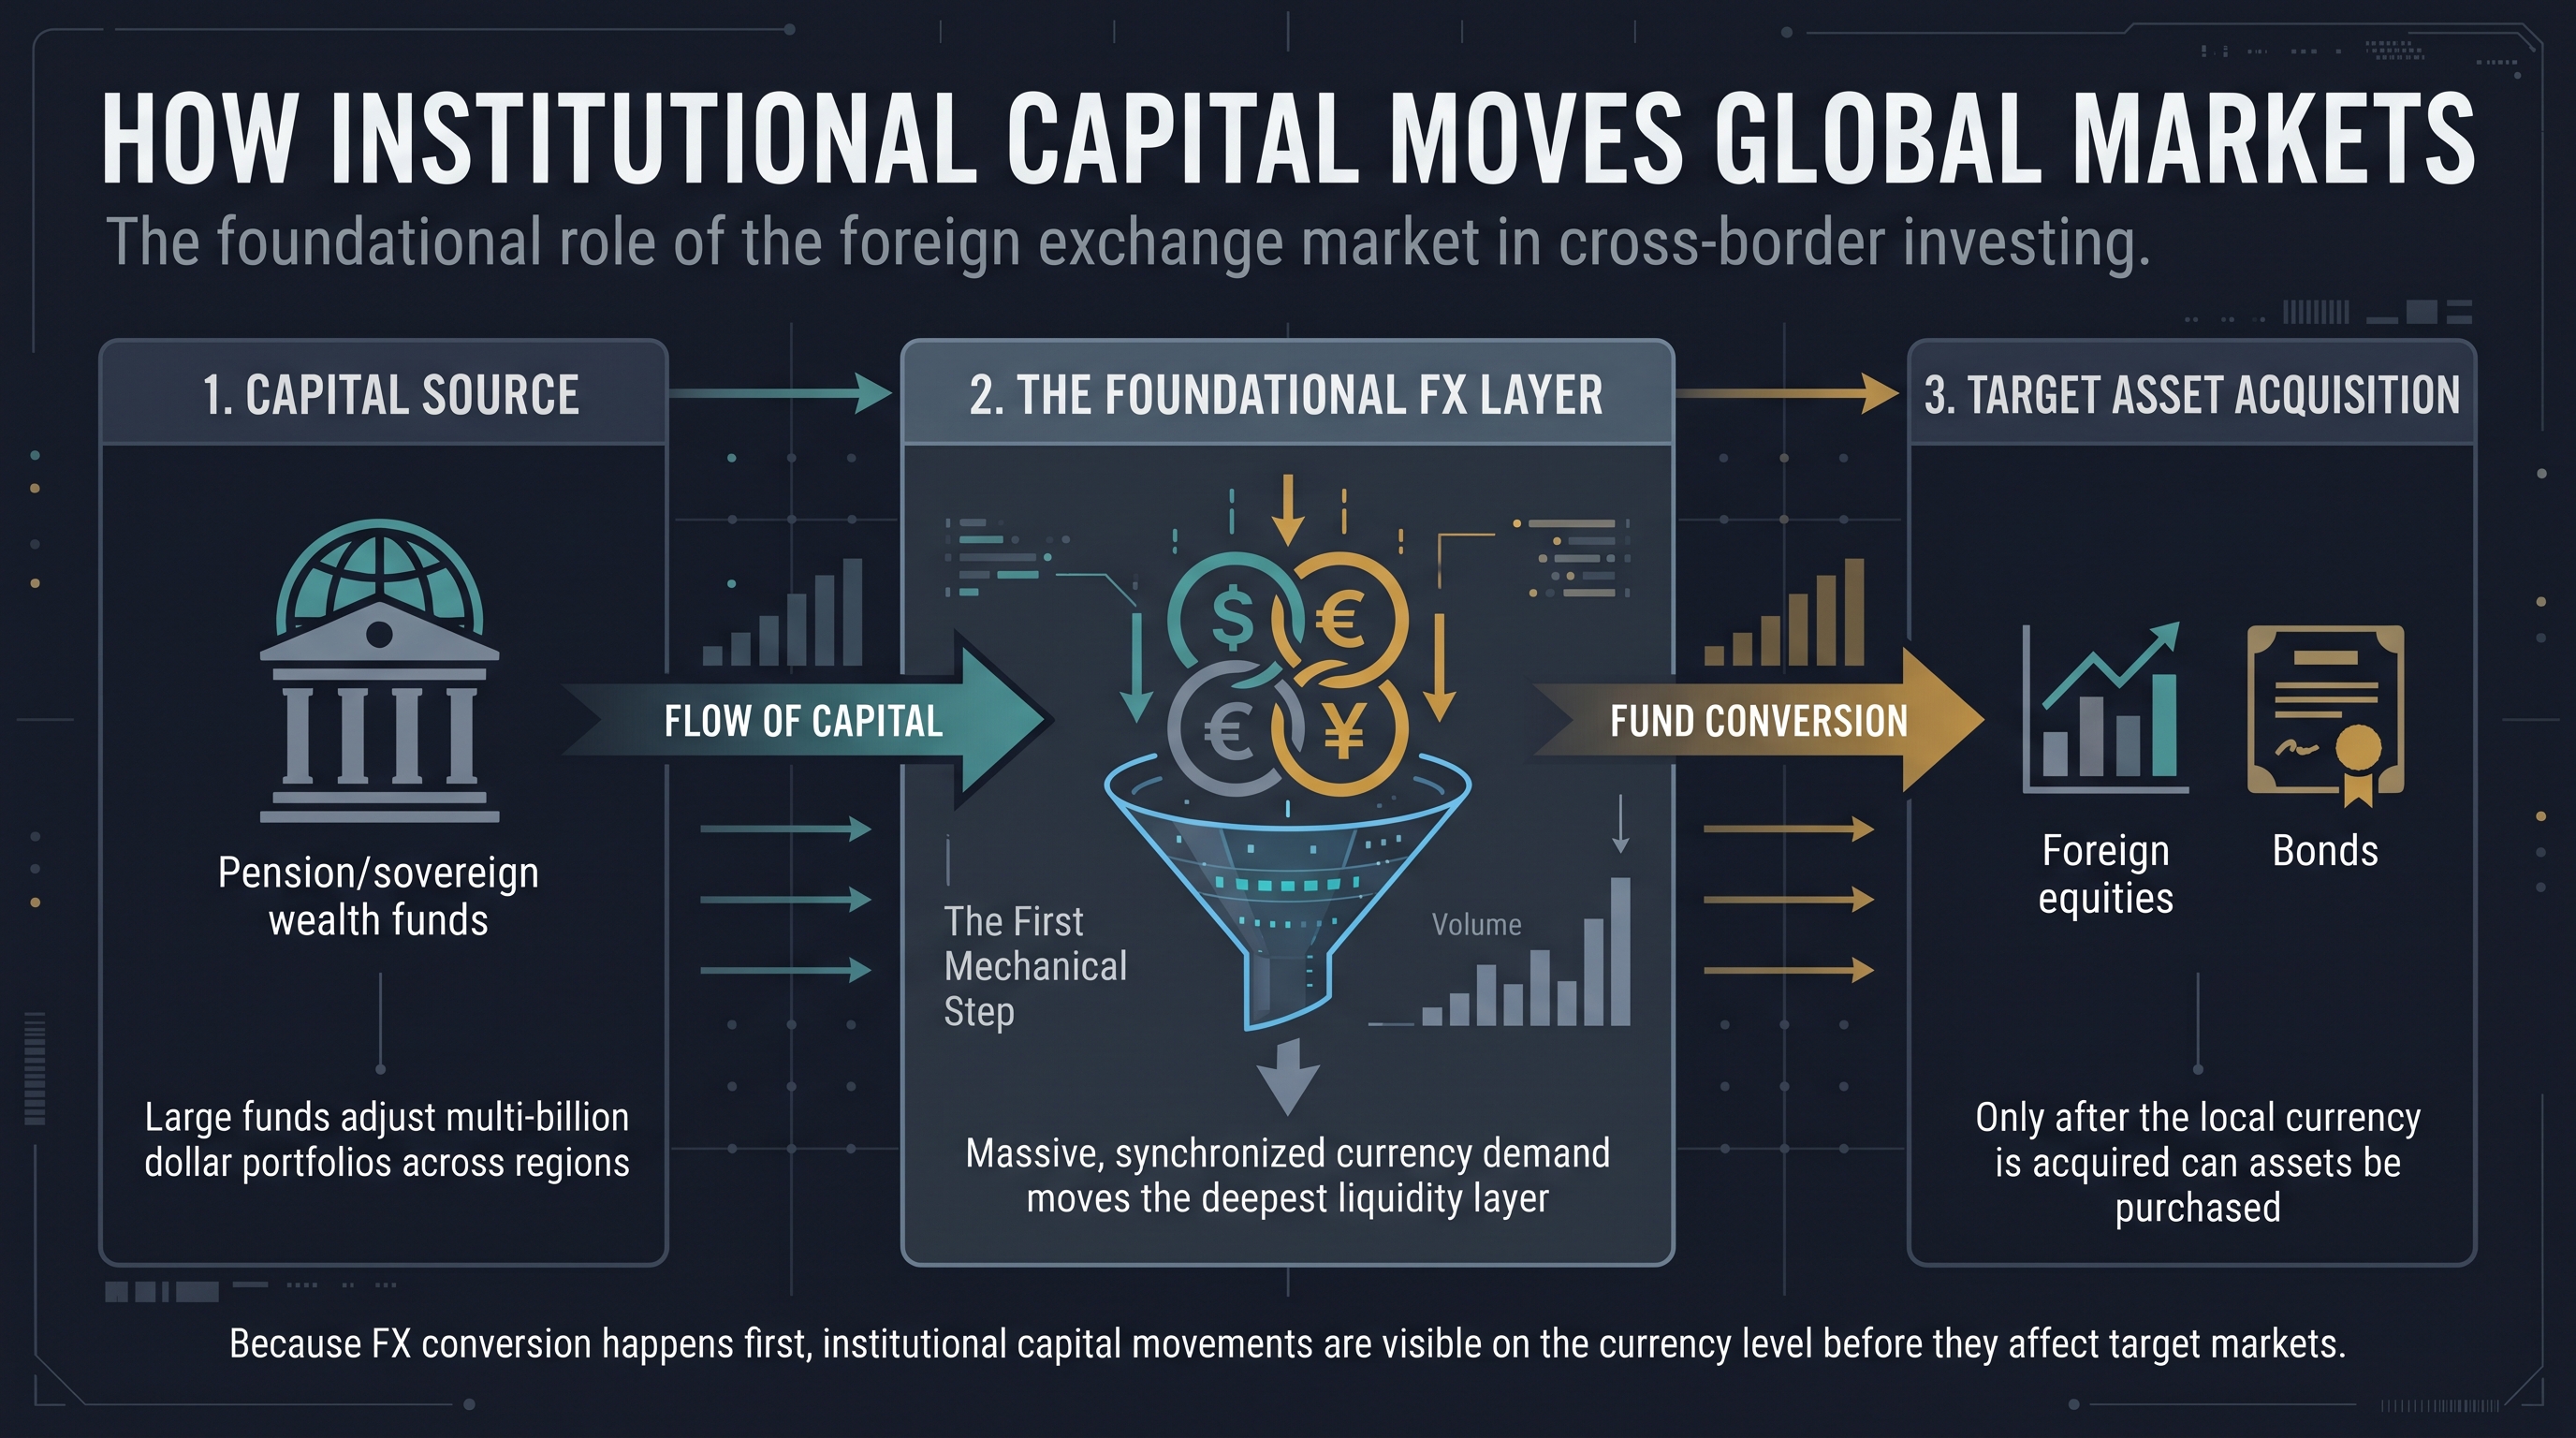 HOW INSTITUTIONAL CAPITAL MOVES GLOBAL MARKETS
The foundational role of the foreign exchange market in cross-border investing.
1. CAPITAL SOURCE
Pension/sovereign
wealth funds
Large funds adjust multi-billion
dollar portfolios across regions
FLOW OF CAPITAL
2. THE FOUNDATIONAL FX LAYER
$ €
€ ¥
The First
Mechanical
Step
Volume
Massive, synchronized currency demand
moves the deepest liquidity layer
FUND CONVERSION
3. TARGET ASSET ACQUISITION
Foreign
equities
Bonds
Only after the local currency
is acquired can assets be
purchased
Because FX conversion happens first, institutional capital movements are visible on the currency level before they affect target markets.